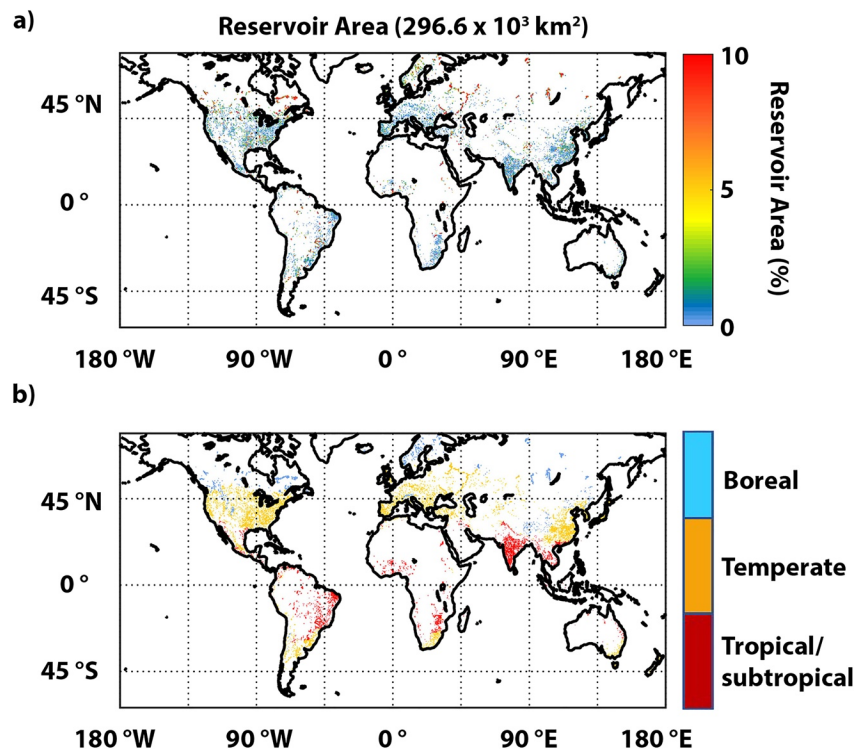 a)
Reservoir Area (296.6 x 10³ km²)
45 °N
0 °
45 °S
180 °W 90 °W 0 ° 90 °E 180 °E
10
5
0
Reservoir Area (%)
b)
45 °N
0 °
45 °S
180 °W 90 °W 0 ° 90 °E 180 °E
Boreal
Temperate
Tropical/
subtropical